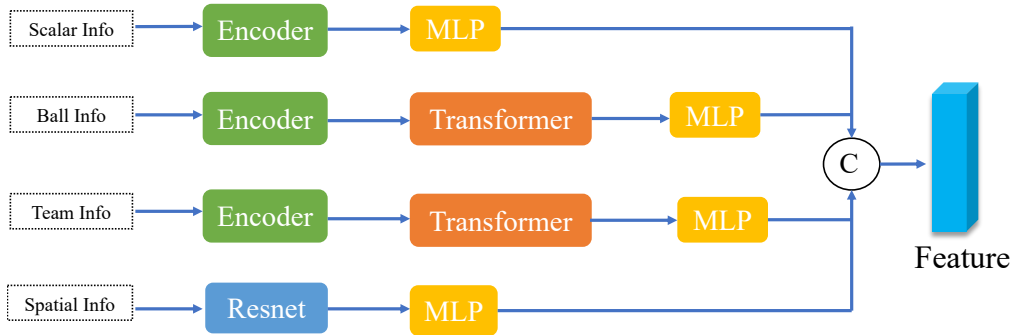 Scalar Info
Encoder
MLP
Ball Info
Encoder
Transformer
MLP
C
Team Info
Encoder
Transformer
MLP
Feature
Spatial Info
Resnet
MLP